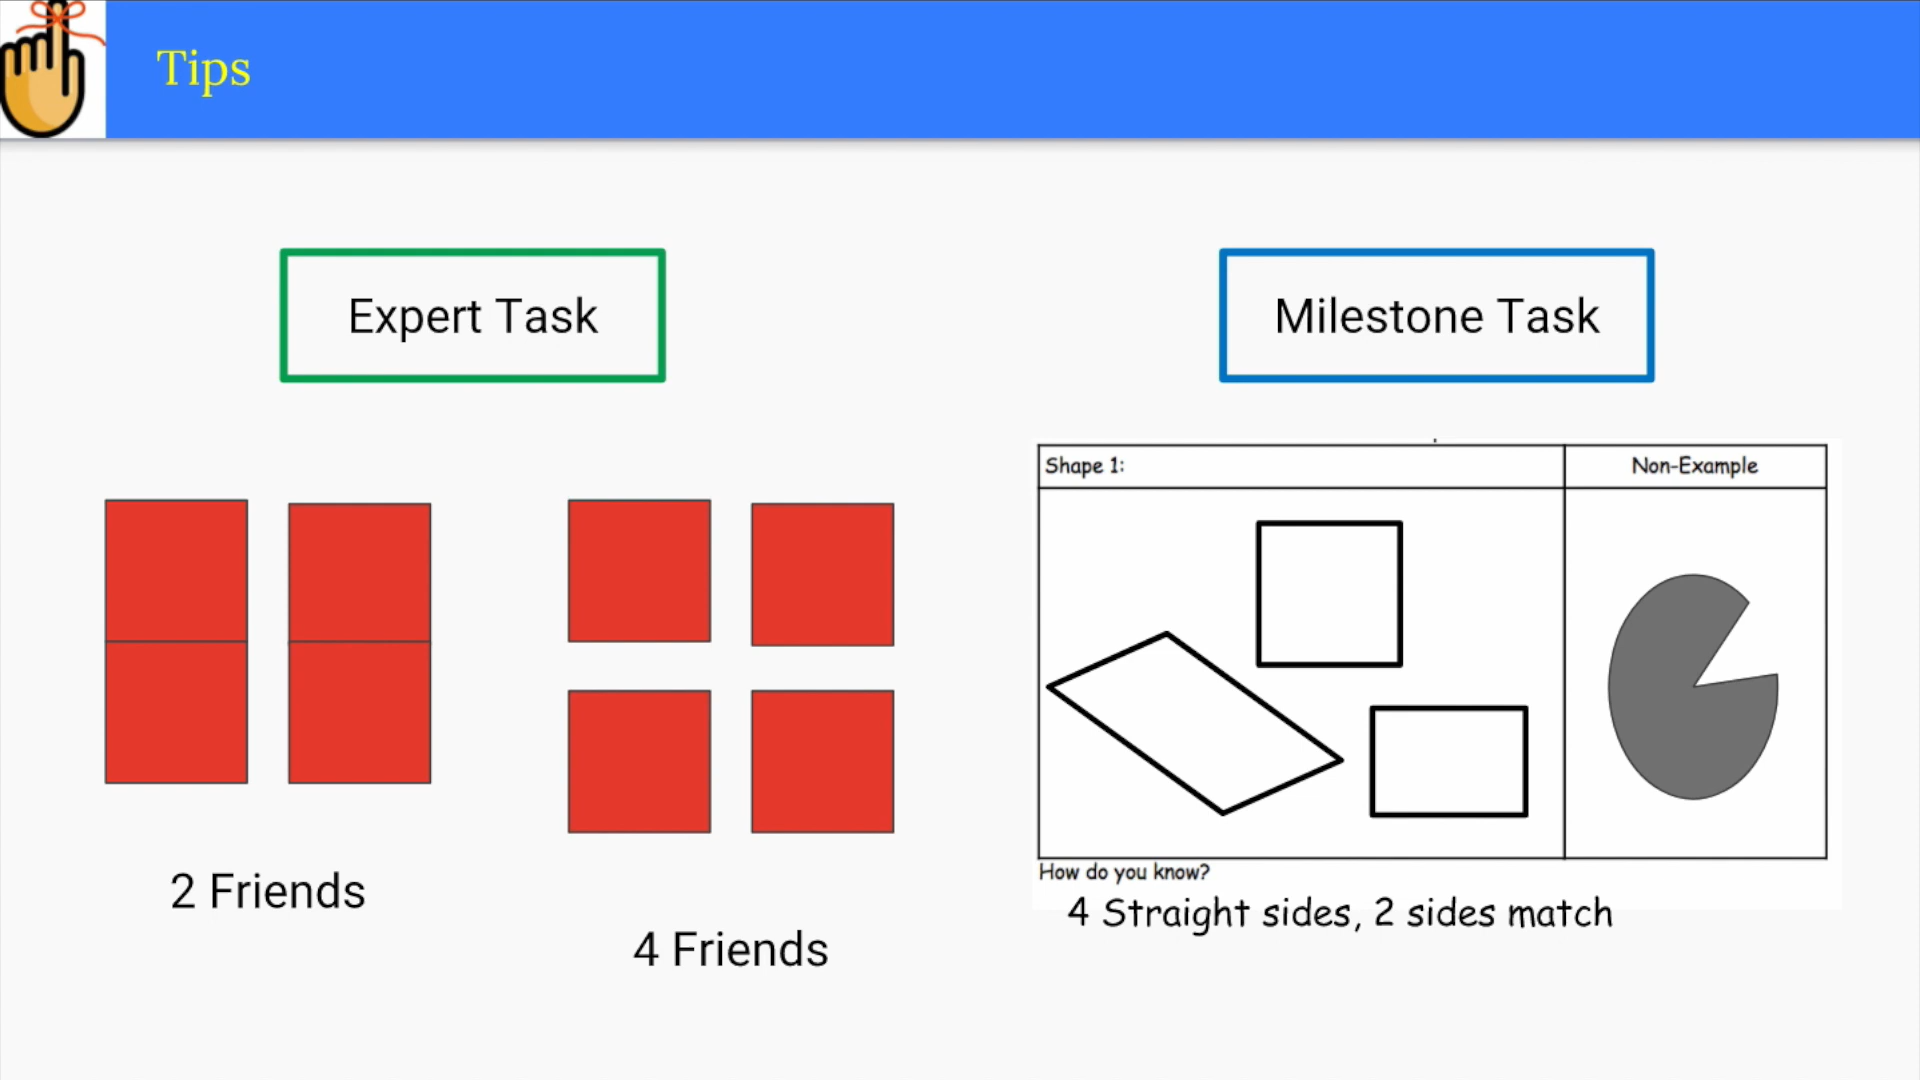 Tips
Expert Task
Milestone Task
2 Friends
4 Friends
Shape 1:
Non-Example
How do you know?
4 Straight sides, 2 sides match